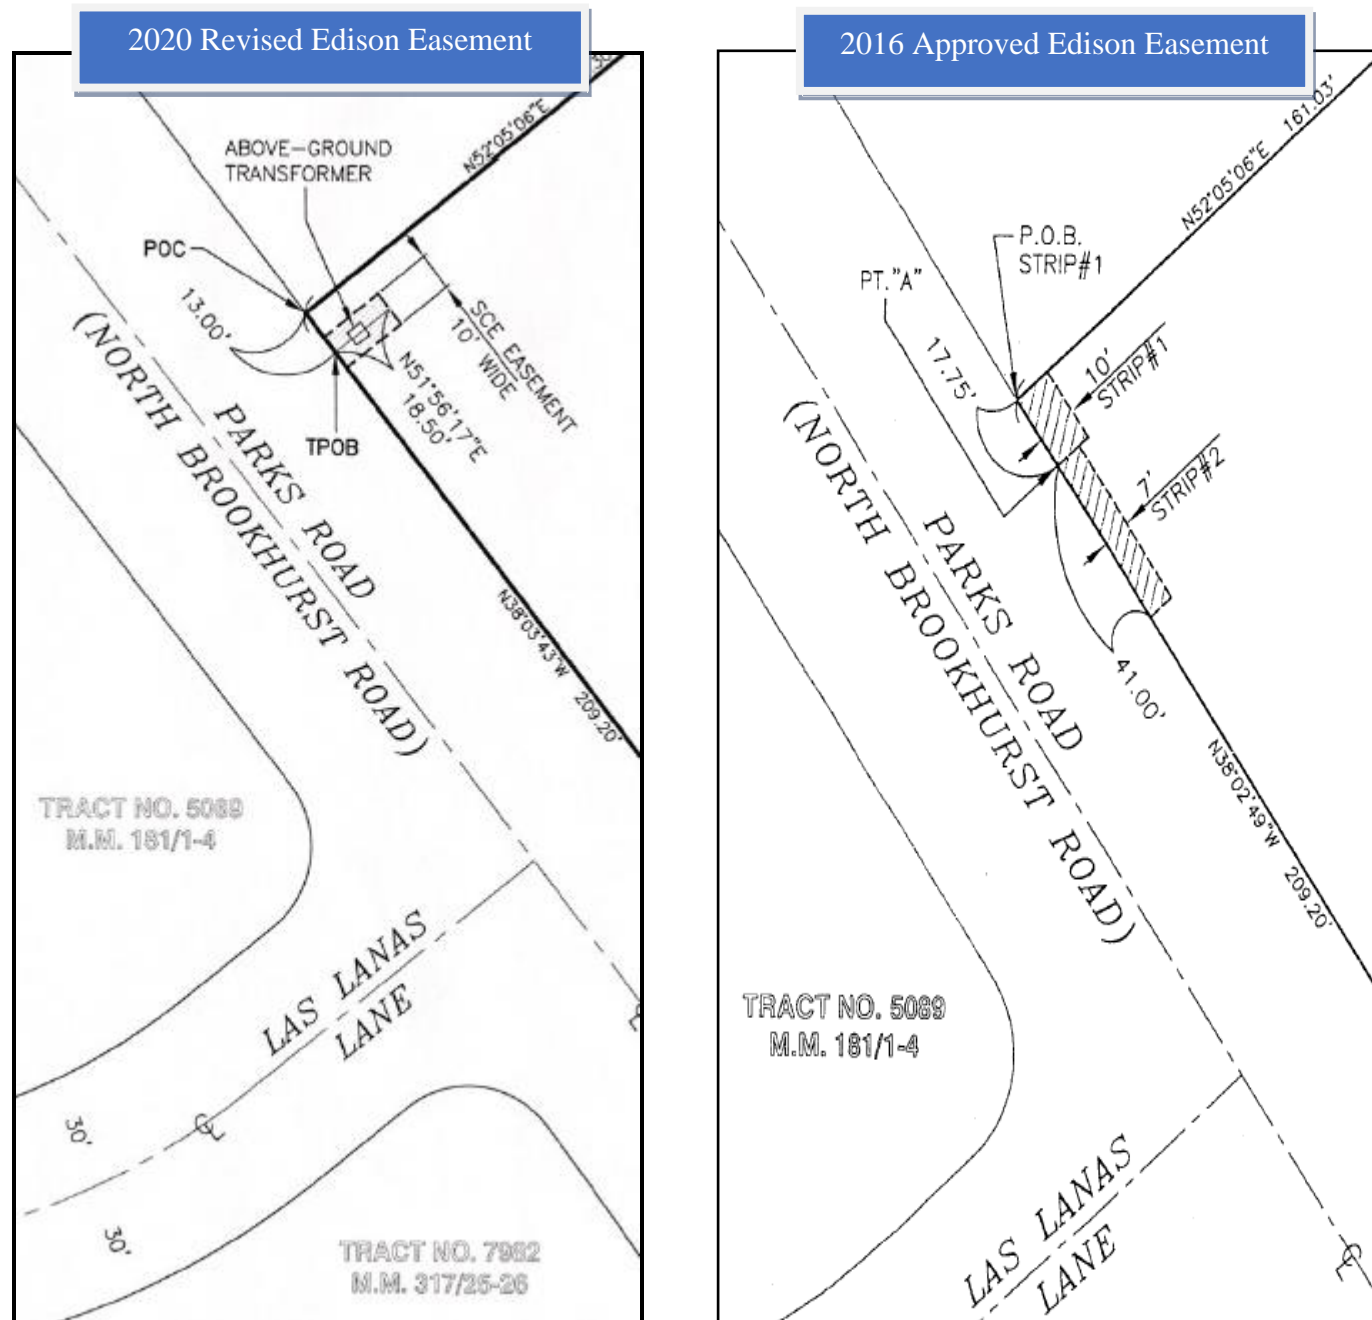 2020 Revised Edison Easement
N52°05'06"E
ABOVE-GROUND
TRANSFORMER
POC
13.00'
SCE EASEMENT
10' WIDE
N51°56'17"E
18.50'
TPOB
(NORTH BROOKHURST ROAD)
PARKS ROAD
N38°03'43"W 209.20'
TRACT NO. 5089
M.M. 181/1-4
LAS LANAS
LANE
30'
30'
TRACT NO. 7982
M.M. 317/25-26
2016 Approved Edison Easement
N52°05'06"E 161.03'
P.O.B.
STRIP#1
PT."A"
17.75'
10'
STRIP#1
7'
STRIP#2
(NORTH BROOKHURST ROAD)
PARKS ROAD
41.00'
N38°02'49"W 209.20'
TRACT NO. 5089
M.M. 181/1-4
LAS LANAS
LANE